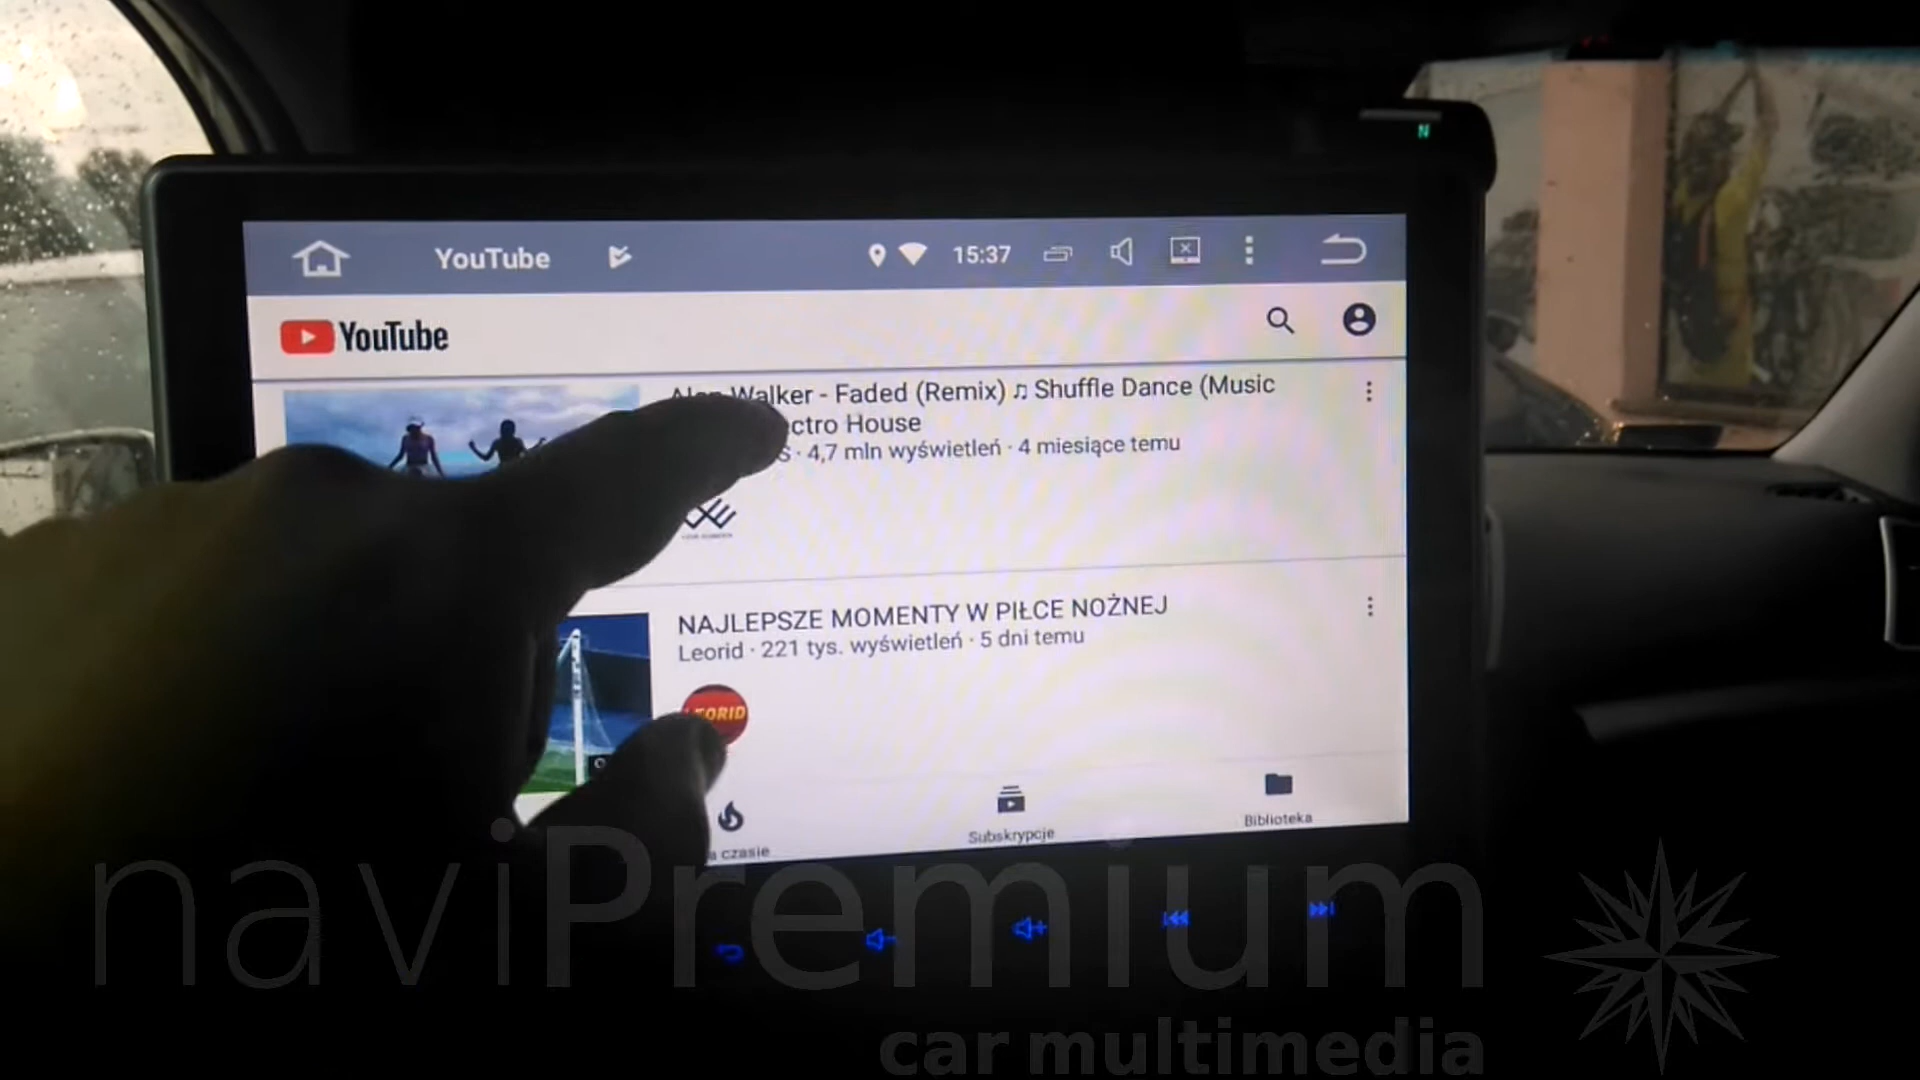 N
YouTube
15:37
YouTube
Walker - Faded (Remix) ♫ Shuffle Dance (Music
House
· 4,7 mln wyświetleń · 4 miesiące temu
NAJLEPSZE MOMENTY W PIŁCE NOŻNEJ
Leorid · 221 tys. wyświetleń · 5 dni temu
LEORID
czasie
Subskrypcje
Biblioteka
naviPremium
car multimedia